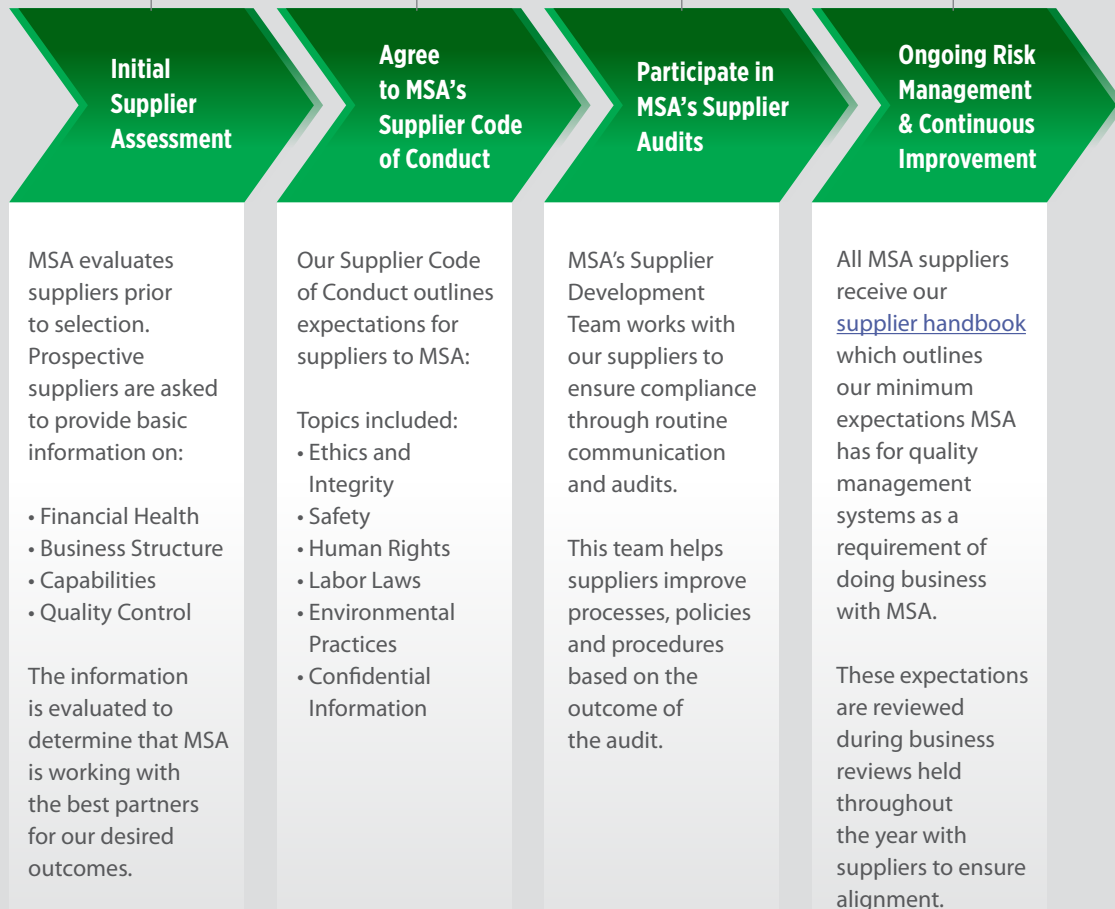 Initial
Supplier
Assessment
MSA evaluates
suppliers prior
to selection.
Prospective
suppliers are asked
to provide basic
information on:
• Financial Health
• Business Structure
• Capabilities
• Quality Control
The information
is evaluated to
determine that MSA
is working with
the best partners
for our desired
outcomes.
Agree
to MSA’s
Supplier Code
of Conduct
Our Supplier Code
of Conduct outlines
expectations for
suppliers to MSA:
Topics included:
• Ethics and
Integrity
• Safety
• Human Rights
• Labor Laws
• Environmental
Practices
• Confidential
Information
Participate in
MSA’s Supplier
Audits
MSA’s Supplier
Development
Team works with
our suppliers to
ensure compliance
through routine
communication
and audits.
This team helps
suppliers improve
processes, policies
and procedures
based on the
outcome of
the audit.
Ongoing Risk
Management
& Continuous
Improvement
All MSA suppliers
receive our
supplier handbook
which outlines
our minimum
expectations MSA
has for quality
management
systems as a
requirement of
doing business
with MSA.
These expectations
are reviewed
during business
reviews held
throughout
the year with
suppliers to ensure
alignment.